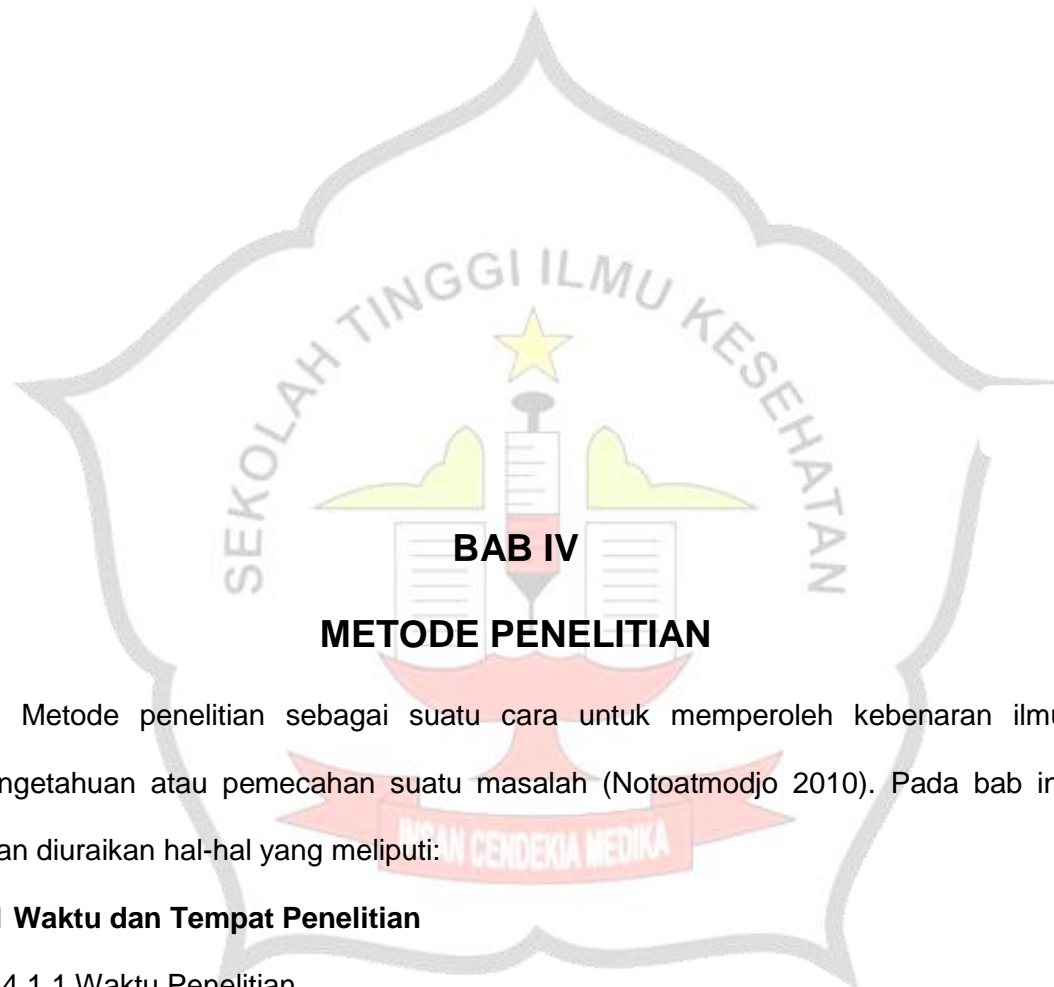 SEKOLAH TINGGI ILMU KESEHATAN
BAB IV
METODE PENELITIAN
Metode penelitian sebagai suatu cara untuk memperoleh kebenaran ilmu
ngetahuan atau pemecahan suatu masalah (Notoatmodjo 2010). Pada bab in
an diuraikan hal-hal yang meliputi:
INSAN CENDEKIA MEDIKA
Waktu dan Tempat Penelitian
4.1.1 Waktu Penelitian